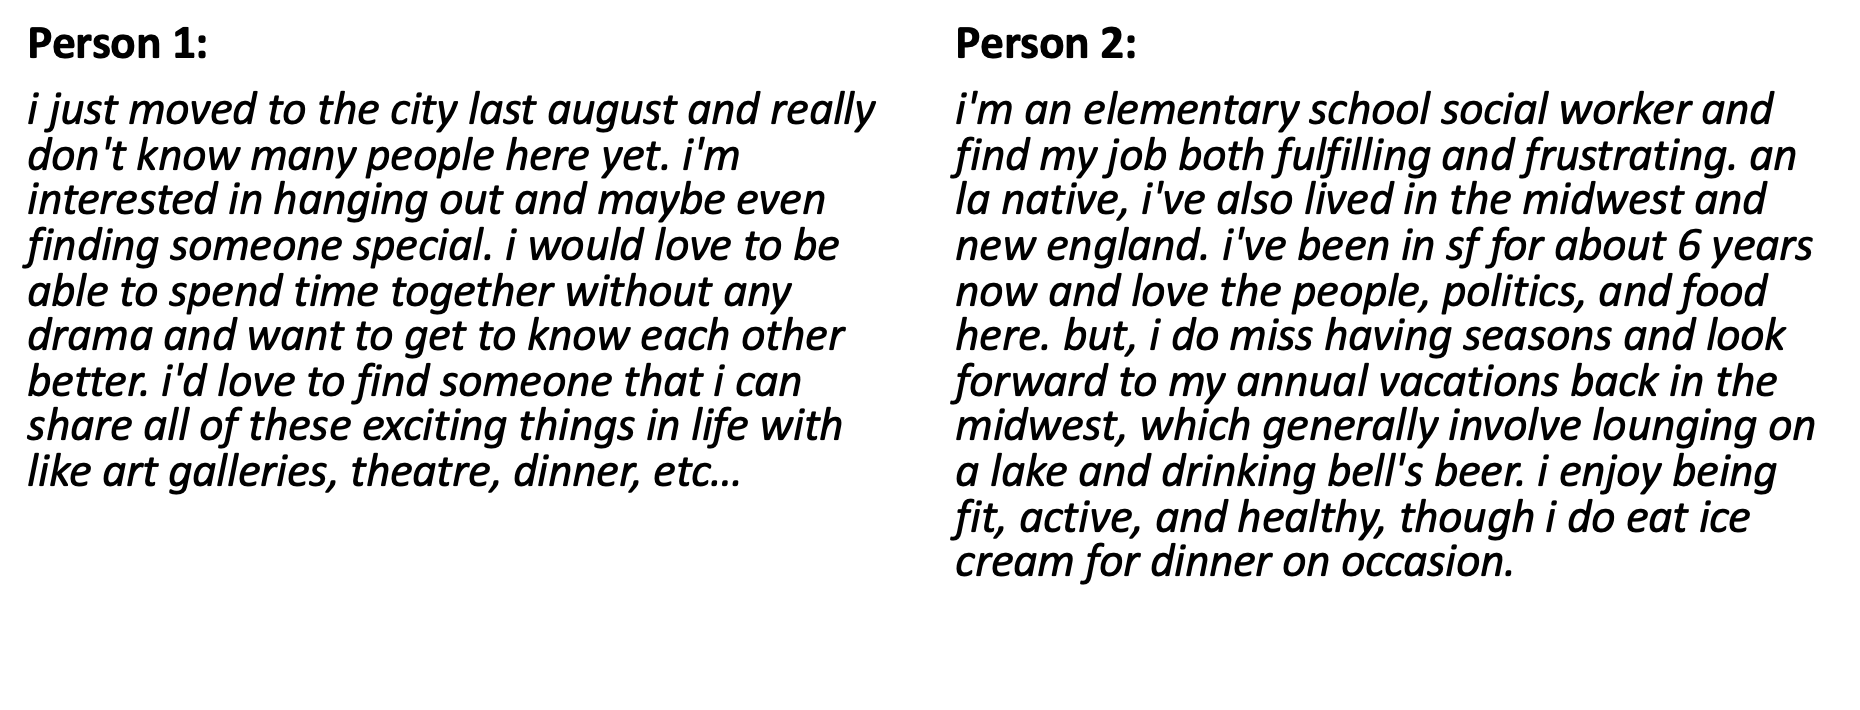 Person 1:
i just moved to the city last august and really
don't know many people here yet. i'm
interested in hanging out and maybe even
finding someone special. i would love to be
able to spend time together without any
drama and want to get to know each other
better. i'd love to find someone that i can
share all of these exciting things in life with
like art galleries, theatre, dinner, etc...
Person 2:
i'm an elementary school social worker and
find my job both fulfilling and frustrating. an
la native, i've also lived in the midwest and
new england. i've been in sf for about 6 years
now and love the people, politics, and food
here. but, i do miss having seasons and look
forward to my annual vacations back in the
midwest, which generally involve lounging on
a lake and drinking bell's beer. i enjoy being
fit, active, and healthy, though i do eat ice
cream for dinner on occasion.